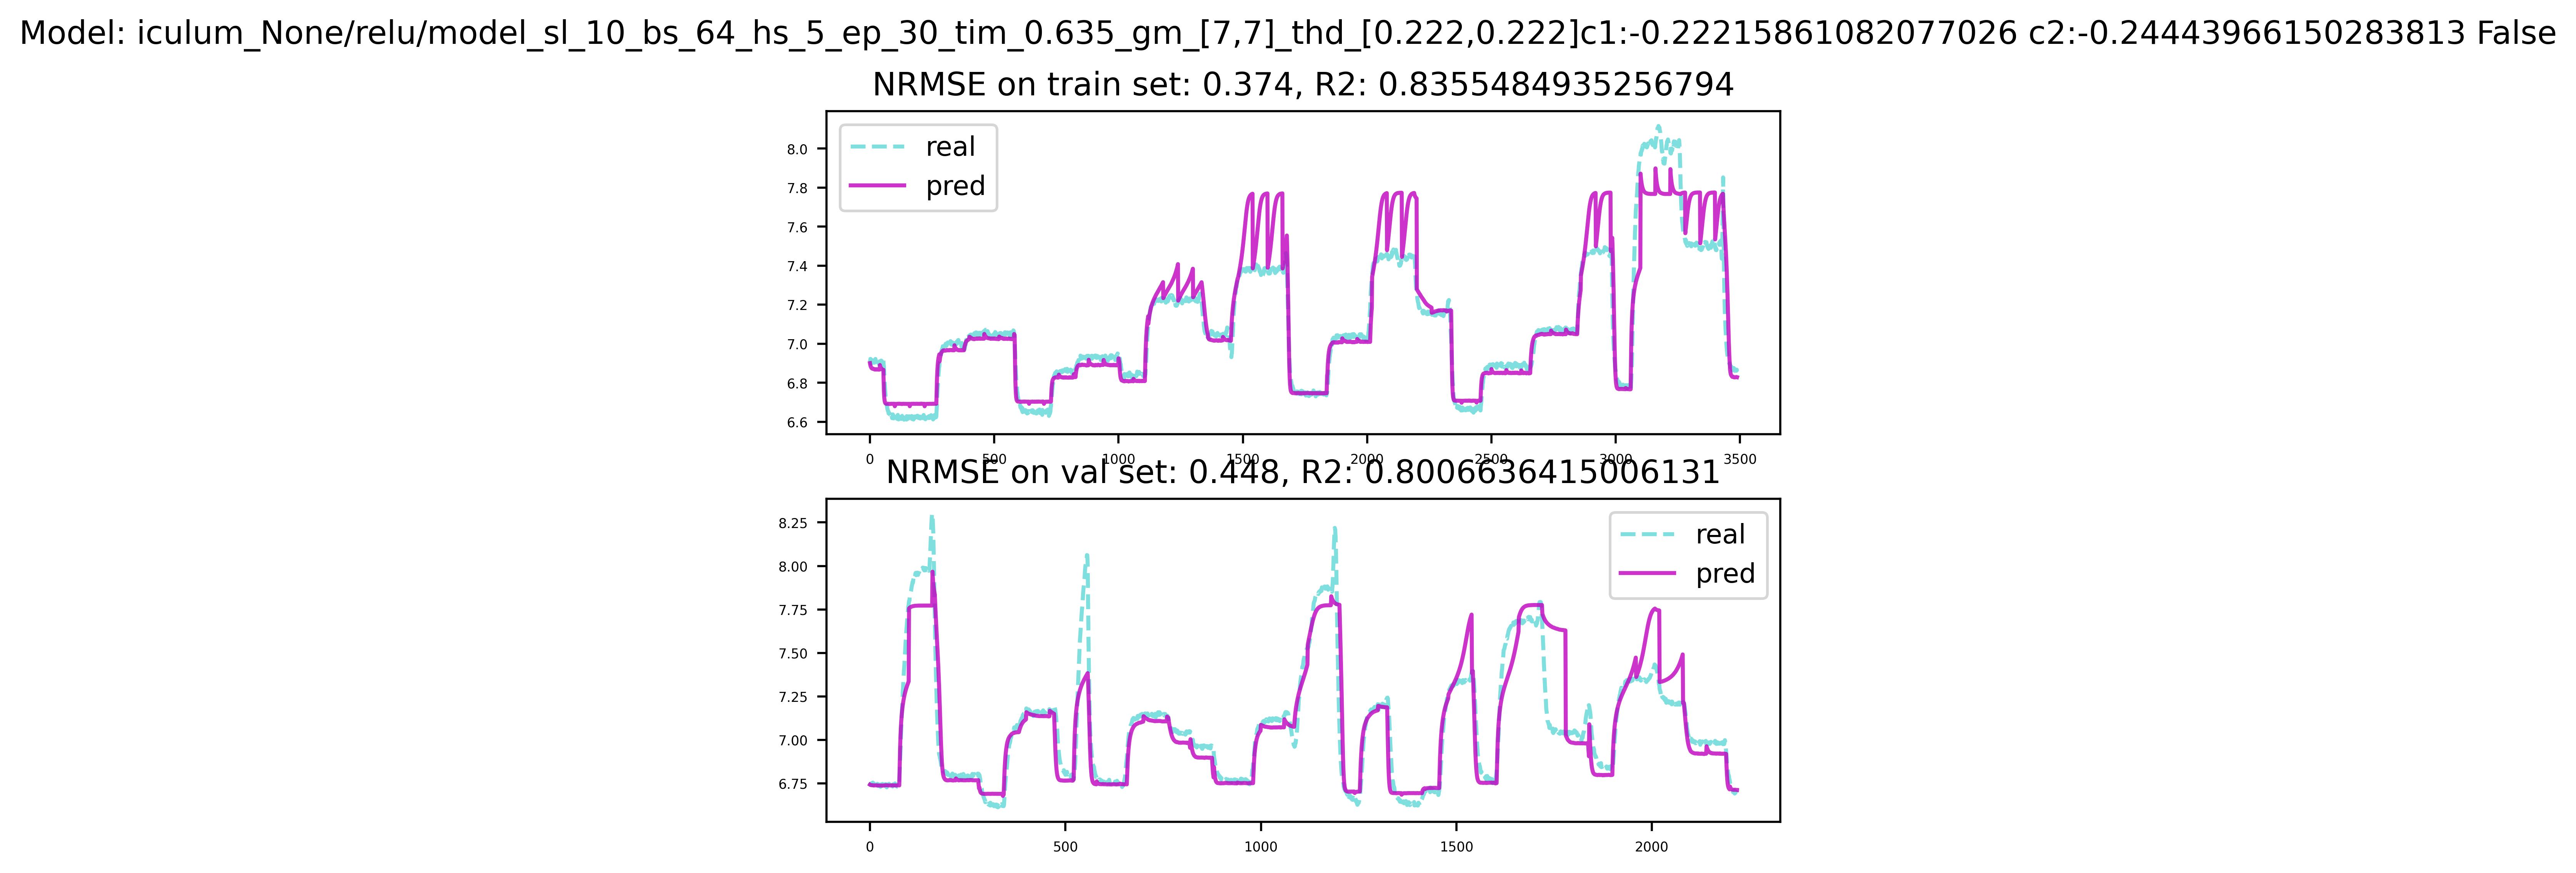 Model: iculum_None/relu/model_sl_10_bs_64_hs_5_ep_30_tim_0.635_gm_[7,7]_thd_[0.222,0.222]c1:-0.22215861082077026 c2:-0.24443966150283813 False
NRMSE on train set: 0.374, R2: 0.8355484935256794
real
pred
8.0
7.8
7.6
7.4
7.2
7.0
6.8
6.6
0 500 1000 1500 2000 2500 3000 3500
NRMSE on val set: 0.448, R2: 0.8006636415006131
real
pred
8.25
8.00
7.75
7.50
7.25
7.00
6.75
0 500 1000 1500 2000